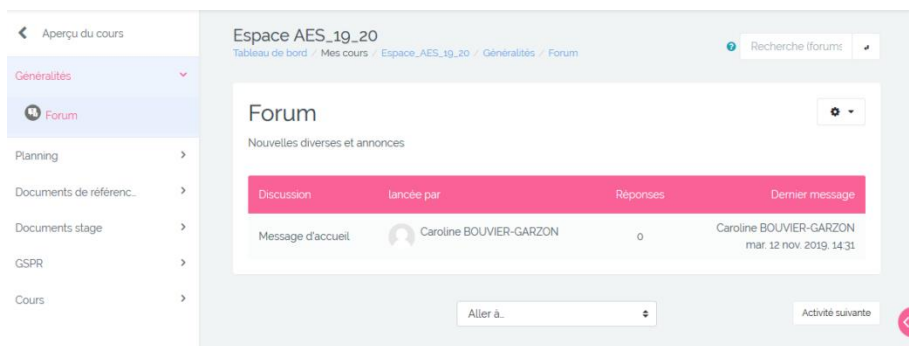 Aperçu du cours
Généralités
Forum
Planning
Documents de référenc...
Documents stage
GSPR
Cours
Espace AES_19_20
Tableau de bord / Mes cours / Espace_AES_19_20 / Généralités / Forum
Recherche (forums
Forum
Nouvelles diverses et annonces
Discussion lancée par Réponses Dernier message
Message d'accueil Caroline BOUVIER-GARZON 0 Caroline BOUVIER-GARZON
mar. 12 nov. 2019, 14:31
Aller à...
Activité suivante